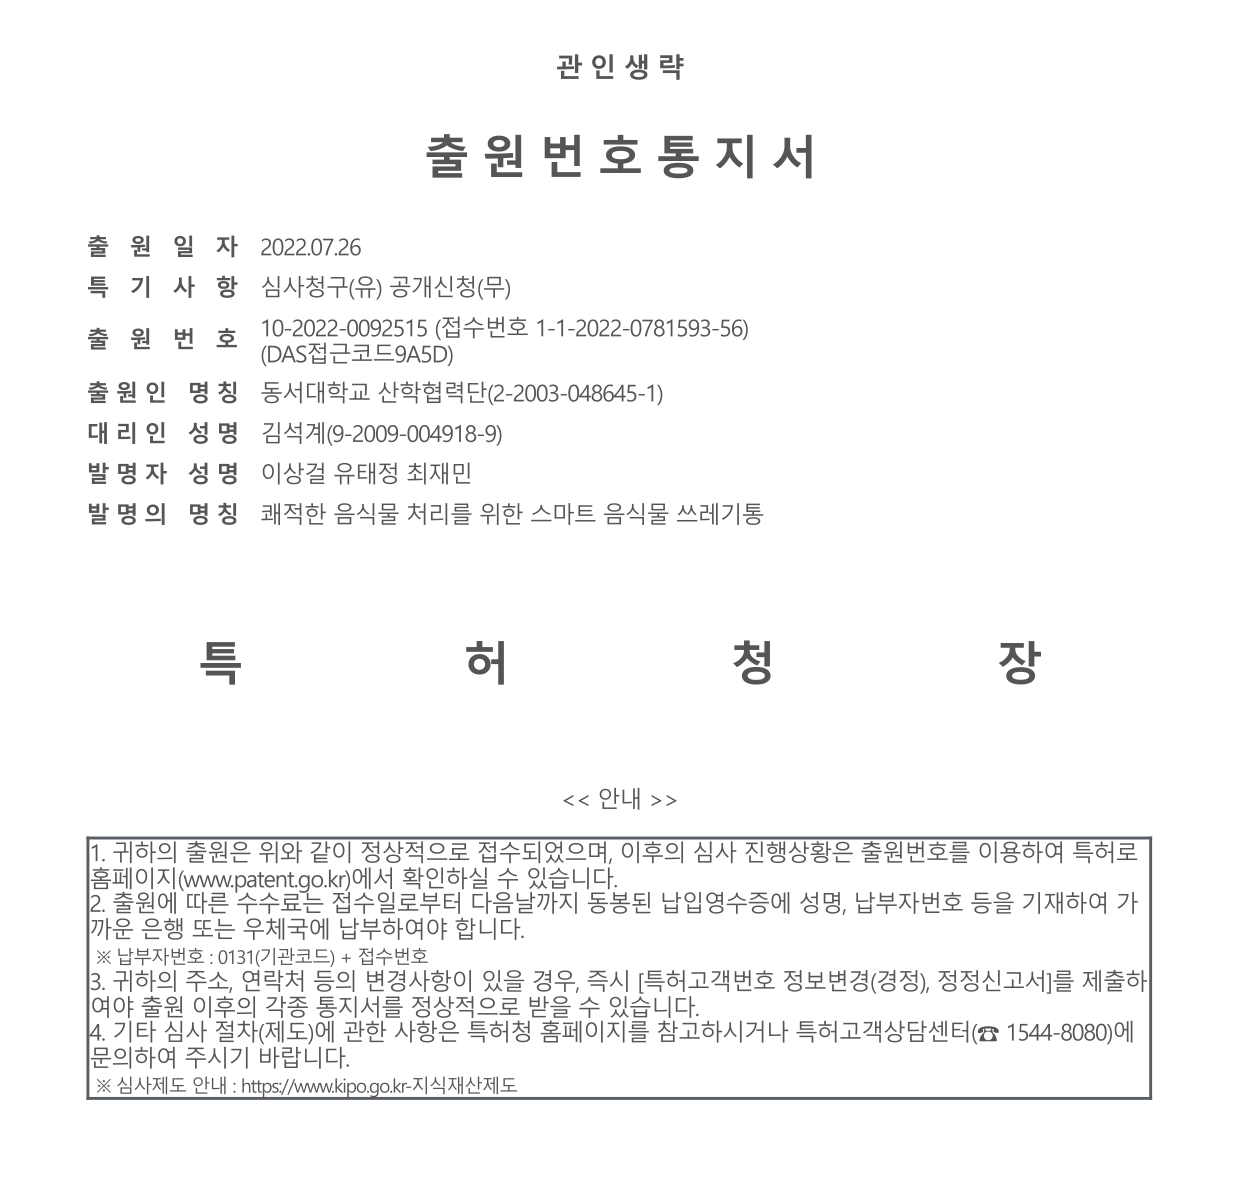 관 인 생 략
출 원 번 호 통 지 서
출 원 일 자 2022.07.26
특 기 사 항 심사청구(유) 공개신청(무)
출 원 번 호 10-2022-0092515 (접수번호 1-1-2022-0781593-56)
(DAS접근코드9A5D)
출 원 인 명 칭 동서대학교 산학협력단(2-2003-048645-1)
대 리 인 성 명 김석계(9-2009-004918-9)
발 명 자 성 명 이상걸 유태정 최재민
발 명 의 명 칭 쾌적한 음식물 처리를 위한 스마트 음식물 쓰레기통
특 허 청 장
<< 안내 >>
1. 귀하의 출원은 위와 같이 정상적으로 접수되었으며, 이후의 심사 진행상황은 출원번호를 이용하여 특허로
홈페이지(www.patent.go.kr)에서 확인하실 수 있습니다.
2. 출원에 따른 수수료는 접수일로부터 다음날까지 동봉된 납입영수증에 성명, 납부자번호 등을 기재하여 가
까운 은행 또는 우체국에 납부하여야 합니다.
※ 납부자번호 : 0131(기관코드) + 접수번호
3. 귀하의 주소, 연락처 등의 변경사항이 있을 경우, 즉시 [특허고객번호 정보변경(경정), 정정신고서]를 제출하
여야 출원 이후의 각종 통지서를 정상적으로 받을 수 있습니다.
4. 기타 심사 절차(제도)에 관한 사항은 특허청 홈페이지를 참고하시거나 특허고객상담센터(☎ 1544-8080)에
문의하여 주시기 바랍니다.
※ 심사제도 안내 : https://www.kipo.go.kr-지식재산제도